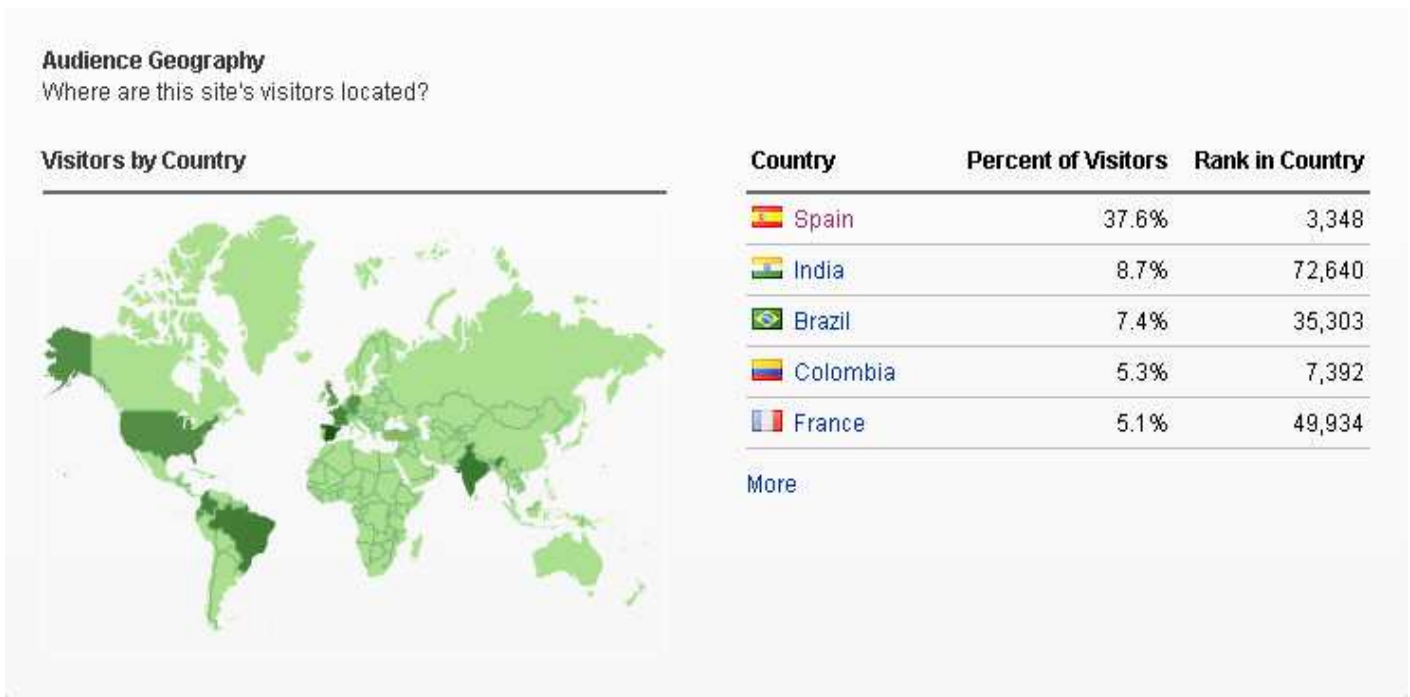 Audience Geography
Where are this site's visitors located?
Visitors by Country
Country Percent of Visitors Rank in Country
Spain 37.6% 3,348
India 8.7% 72,640
Brazil 7.4% 35,303
Colombia 5.3% 7,392
France 5.1% 49,934
More